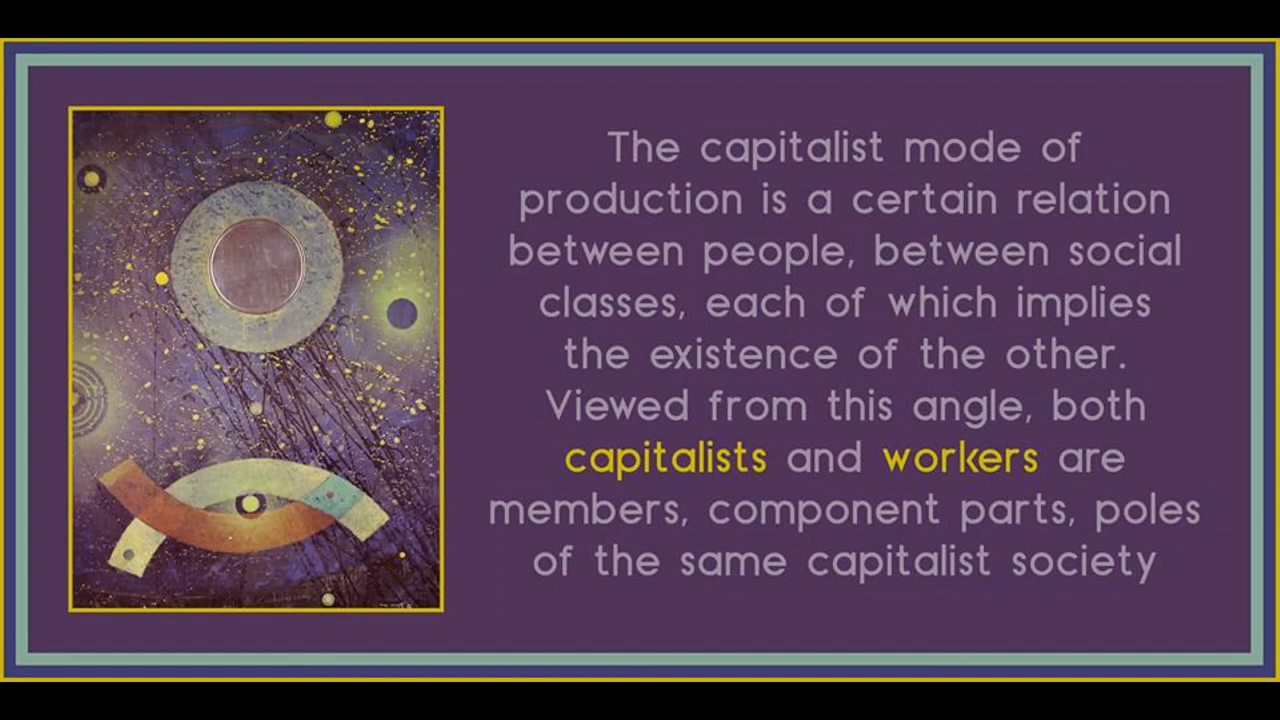 The capitalist mode of
production is a certain relation
between people, between social
classes, each of which implies
the existence of the other.
Viewed from this angle, both
capitalists and workers are
members, component parts, poles
of the same capitalist society